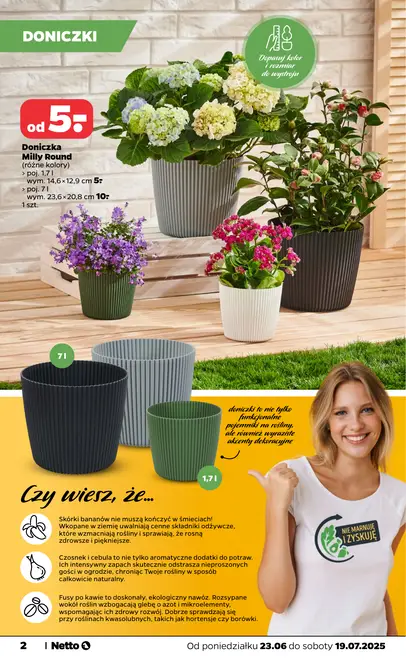 DONICZKI
Dopasuj kolor
i rozmiar
do wystroju
od 5.-
Doniczka
Milly Round
(różne kolory)
> poj. 1,7 l
wym. 14,6×12,9 cm 5.-
> poj. 7 l
wym. 23,6×20,8 cm 10.-
1 szt.
7 l
1,7 l
doniczki to nie tylko
funkcjonalne
pojemniki na rośliny,
ale również wyraziste
akcenty dekoracyjne
Czy wiesz, że...
Skórki bananów nie muszą kończyć w śmieciach!
Wkopane w ziemię uwalniają cenne składniki odżywcze,
które wzmacniają rośliny i sprawiają, że rosną
zdrowsze i piękniejsze.
Czosnek i cebula to nie tylko aromatyczne dodatki do potraw.
Ich intensywny zapach skutecznie odstrasza nieproszonych
gości w ogrodzie, chroniąc Twoje rośliny w sposób
całkowicie naturalny.
Fusy po kawie to doskonały, ekologiczny nawóz. Rozsypane
wokół roślin wzbogacają glebę o azot i mikroelementy,
wspomagając ich zdrowy rozwój. Dobrze sprawdzają się
przy roślinach kwasolubnych, takich jak hortensje czy borówki.
NIE MARNUJĘ
I ZYSKUJĘ
2 | Netto
Od poniedziałku 23.06 do soboty 19.07.2025